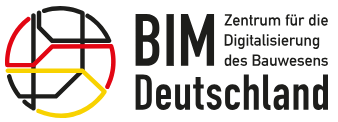 BIM
Zentrum für die
Digitalisierung
des Bauwesens
Deutschland